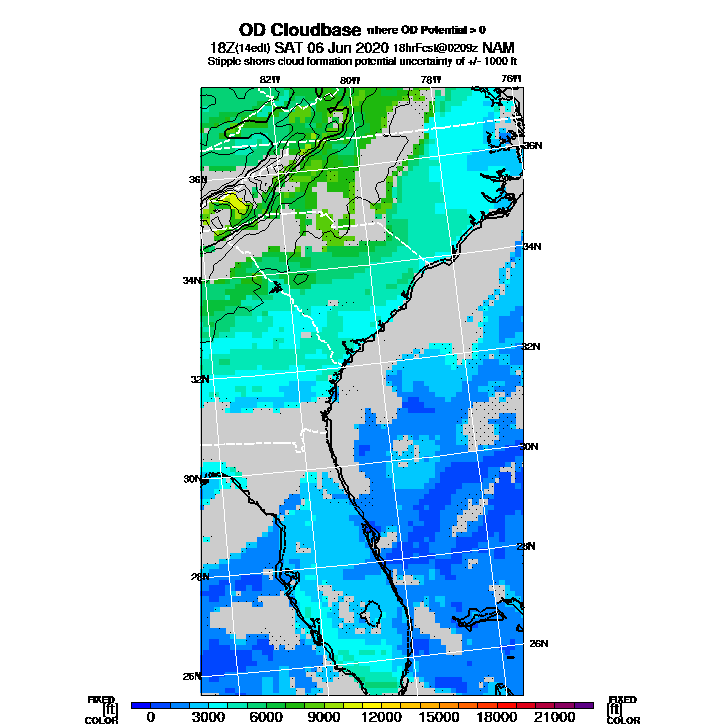 OD Cloudbase where OD Potential > 0
18Z(14edt) SAT 06 Jun 2020 18hrFcst@0209z NAM
Stipple shows cloud formation potential uncertainty of +/- 1000 ft
82W 80W 78W 76W
36N
36N
34N
34N
32N
32N
30N
30N
28N
28N
26N
26N
FIXED FIXED
[ft] [ft]
COLOR COLOR
0 3000 6000 9000 12000 15000 18000 21000